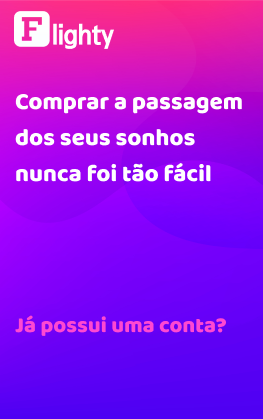 Flighty
Comprar a passagem
dos seus sonhos
nunca foi tão fácil
Já possui uma conta?